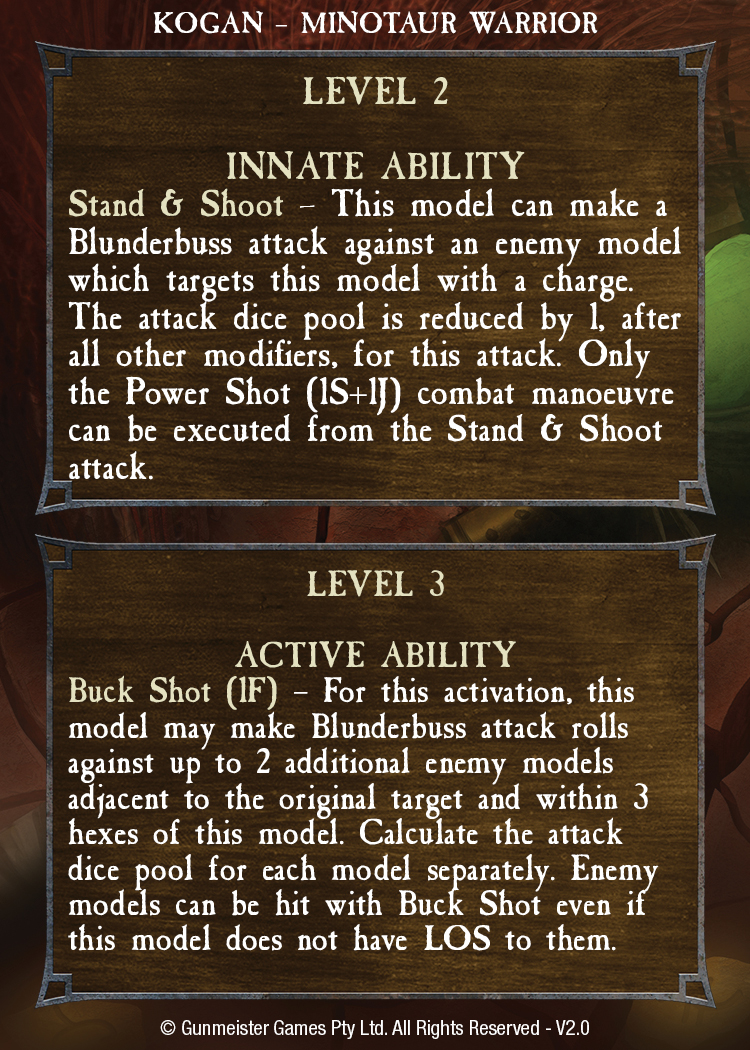 KOGAN – MINOTAUR WARRIOR
LEVEL 2
INNATE ABILITY
Stand & Shoot – This model can make a
Blunderbuss attack against an enemy model
which targets this model with a charge.
The attack dice pool is reduced by 1, after
all other modifiers, for this attack. Only
the Power Shot (1S+1J) combat manoeuvre
can be executed from the Stand & Shoot
attack.
LEVEL 3
ACTIVE ABILITY
Buck Shot (1F) – For this activation, this
model may make Blunderbuss attack rolls
against up to 2 additional enemy models
adjacent to the original target and within 3
hexes of this model. Calculate the attack
dice pool for each model separately. Enemy
models can be hit with Buck Shot even if
this model does not have LOS to them.
© Gunmeister Games Pty Ltd. All Rights Reserved - V2.0